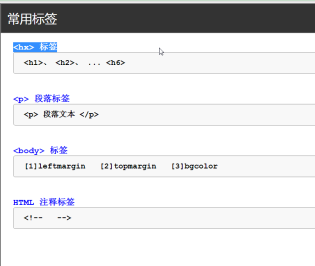 常用标签
<hx> 标签
<h1>、 <h2>、 ... <h6>
<p> 段落标签
<p> 段落文本 </p>
<body> 标签
[1]leftmargin [2]topmargin [3]bgcolor
HTML 注释标签
<!-- -->